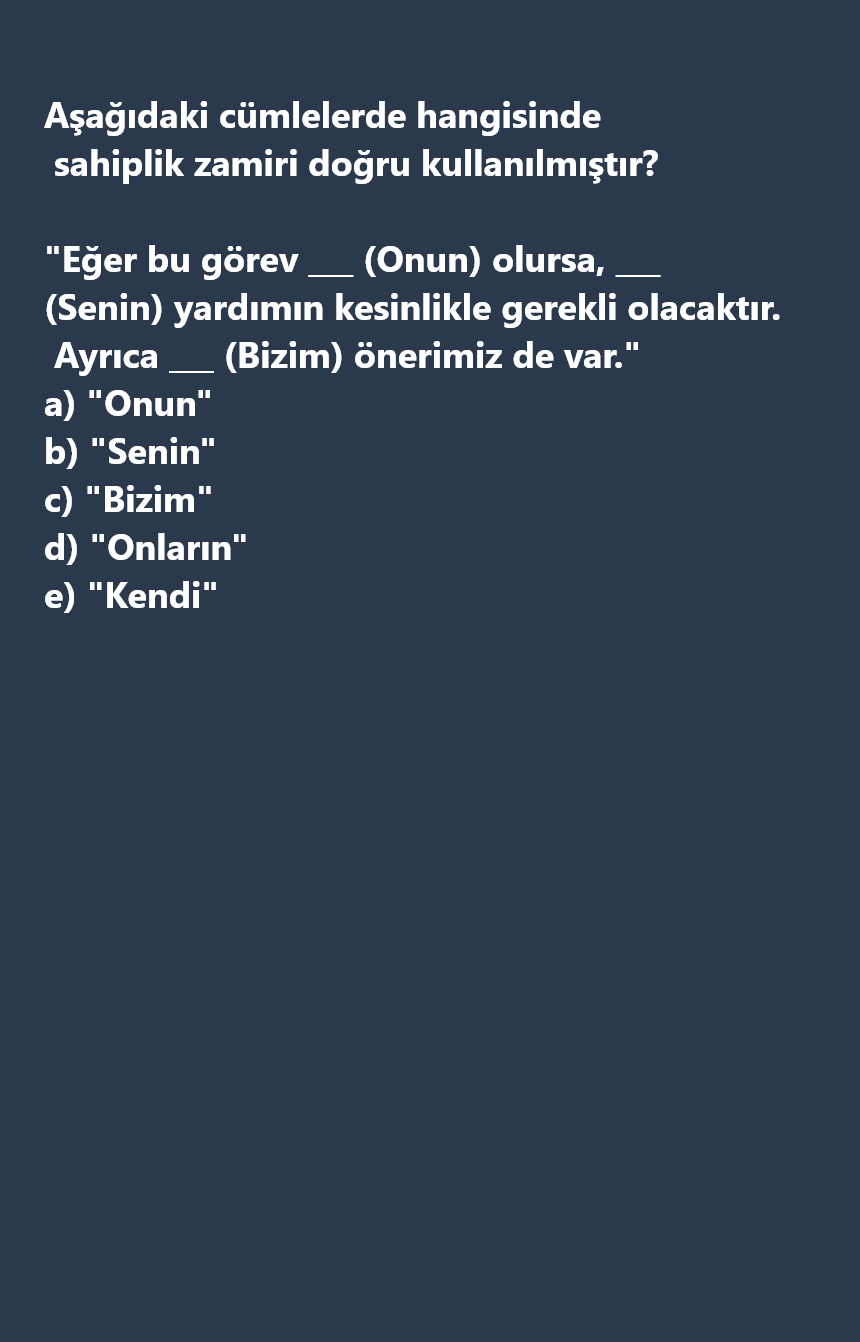 Aşağıdaki cümlelerde hangisinde
sahiplik zamiri doğru kullanılmıştır?
"Eğer bu görev ___ (Onun) olursa, ___
(Senin) yardımın kesinlikle gerekli olacaktır.
Ayrıca ___ (Bizim) önerimiz de var."
a) "Onun"
b) "Senin"
c) "Bizim"
d) "Onların"
e) "Kendi"